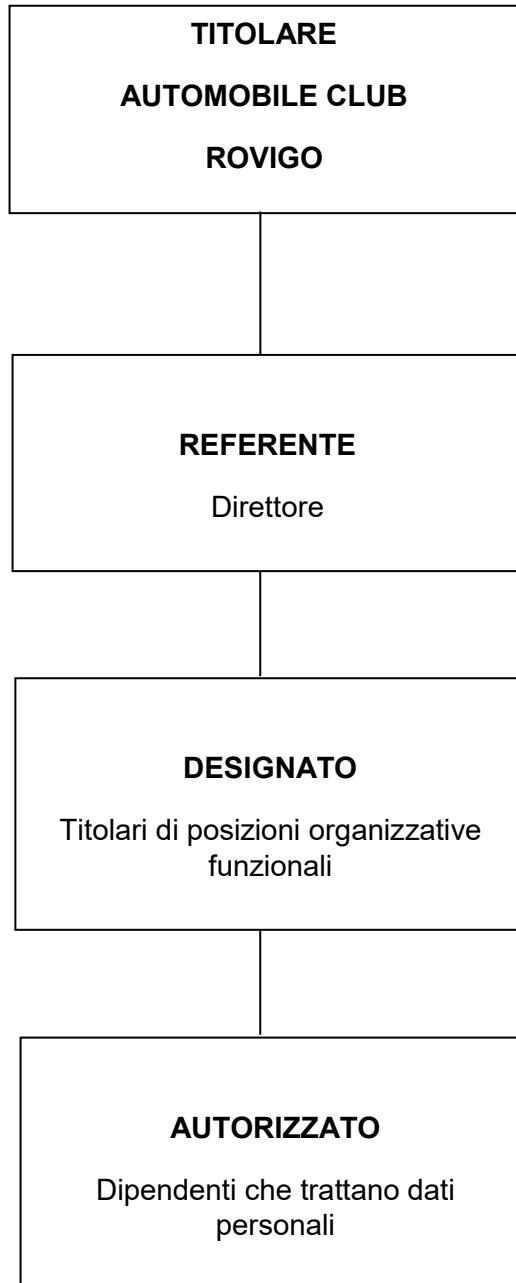 TITOLARE
AUTOMOBILE CLUB
ROVIGO
REFERENTE
Direttore
DESIGNATO
Titolari di posizioni organizzative
funzionali
AUTORIZZATO
Dipendenti che trattano dati
personali